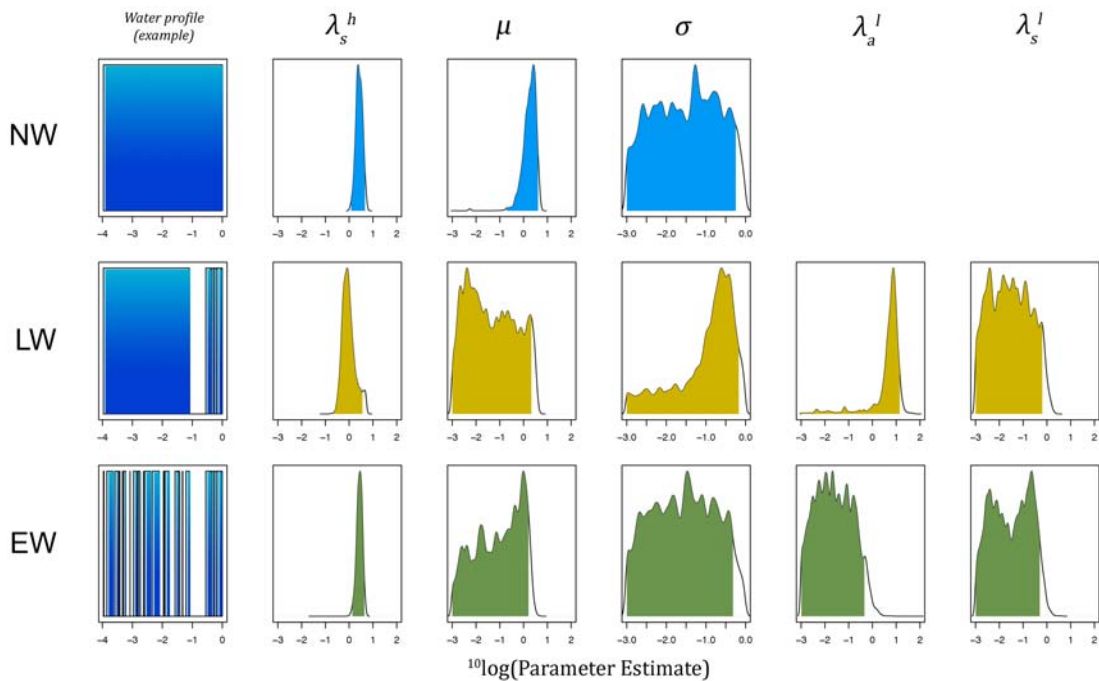 Water profile
(example)
λ_s^h μ σ λ_a^l λ_s^l
NW
−4 −3 −2 −1 0 −3 −2 −1 0 1 2 −3 −2 −1 0 1 2 −3.0 −2.0 −1.0 0.0
LW
−4 −3 −2 −1 0 −3 −2 −1 0 1 2 −3 −2 −1 0 1 2 −3.0 −2.0 −1.0 0.0 −3 −2 −1 0 1 2 −3 −2 −1 0 1 2
EW
−4 −3 −2 −1 0 −3 −2 −1 0 1 2 −3 −2 −1 0 1 2 −3.0 −2.0 −1.0 0.0 −3 −2 −1 0 1 2 −3 −2 −1 0 1 2
¹⁰log(Parameter Estimate)